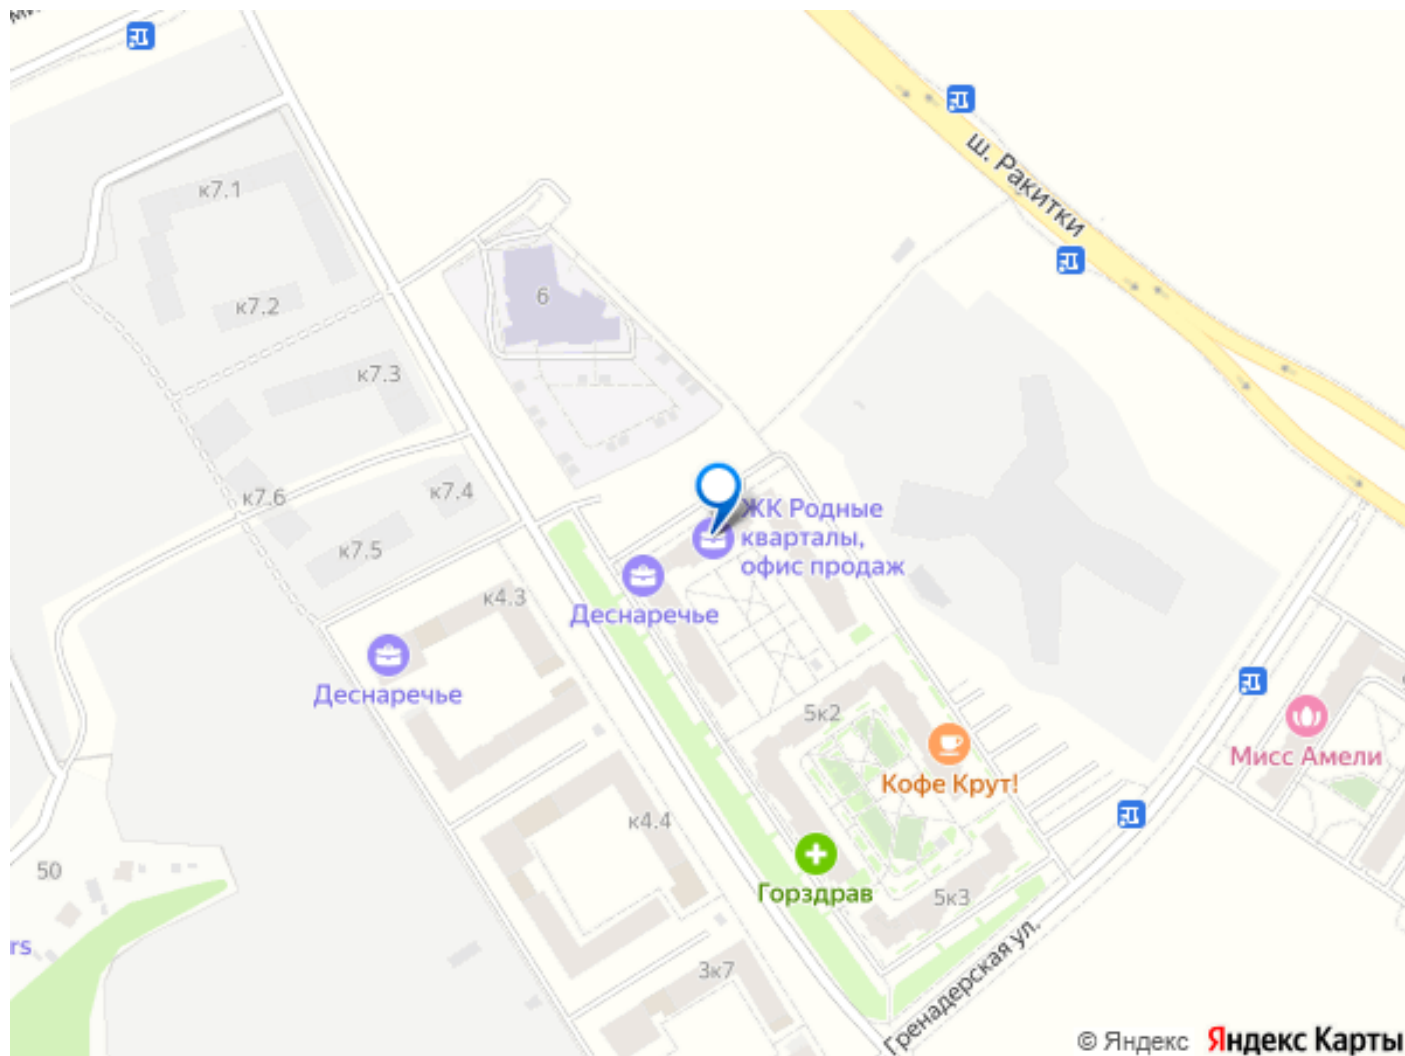 ш. Ракитки
к7.1
6
к7.2
к7.3
к7.6
к7.4
к7.5
ЖК Родные
кварталы,
офис продаж
Деснаречье
к4.3
Деснаречье
5к2
Кофе Крут!
Мисс Амели
к4.4
Горздрав
50
5к3
rs
3к7
Гренадерская ул.
© Яндекс Яндекс Карты